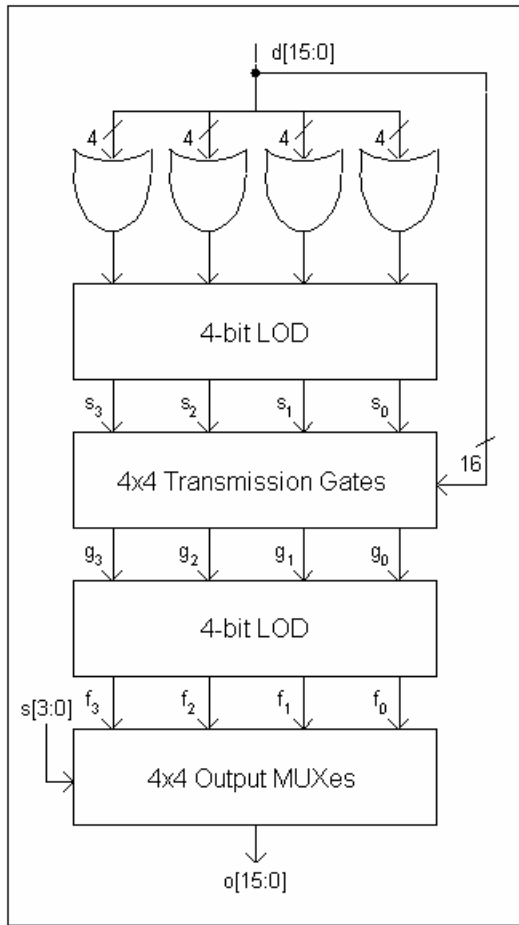 d[15:0]
4 4 4 4
4-bit LOD
s₃ s₂ s₁ s₀
16
4x4 Transmission Gates
g₃ g₂ g₁ g₀
4-bit LOD
f₃ f₂ f₁ f₀
s[3:0]
4x4 Output MUXes
o[15:0]